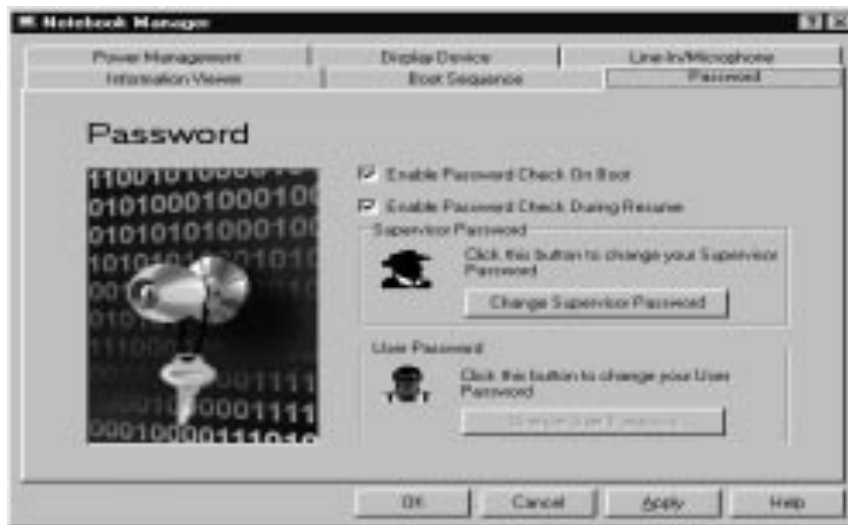 Notebook Manager
Power Management
Display Device
Line-In/Microphone
Information Viewer
Boot Sequence
Password
Password
Enable Password Check On Boot
Enable Password Check During Resume
Supervisor Password
Click this button to change your Supervisor
Password
Change Supervisor Password
User Password
Click this button to change your User
Password
OK
Cancel
Apply
Help